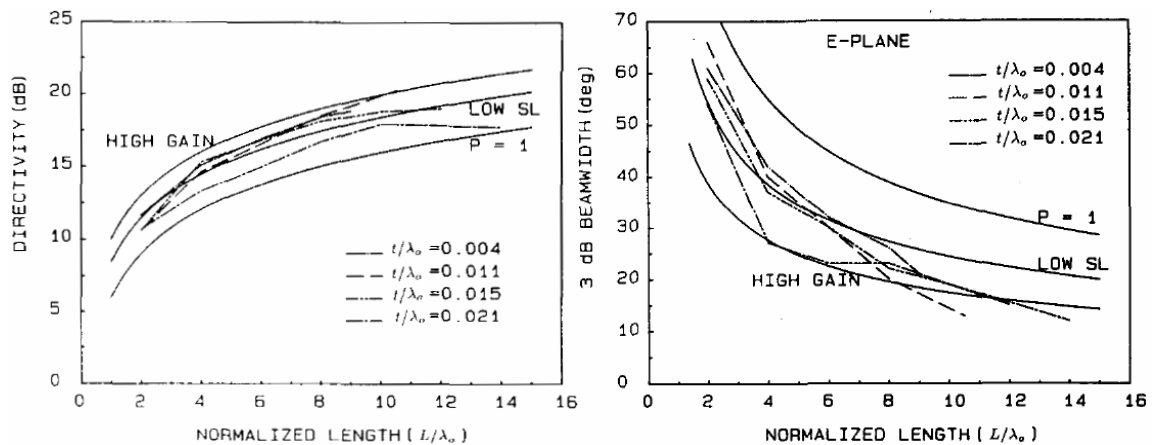 25
20
15
10
5
0
DIRECTIVITY (dB)
HIGH GAIN
LOW SL
P = 1
t/λₒ =0.004
t/λₒ =0.011
t/λₒ =0.015
t/λₒ =0.021
0 2 4 6 8 10 12 14 16
NORMALIZED LENGTH ( L/λₒ )
70
60
50
40
30
20
10
0
3 dB BEAMWIDTH (deg)
E-PLANE
t/λₒ =0.004
t/λₒ =0.011
t/λₒ =0.015
t/λₒ =0.021
P = 1
LOW SL
HIGH GAIN
0 2 4 6 8 10 12 14 16
NORMALIZED LENGTH ( L/λₒ )